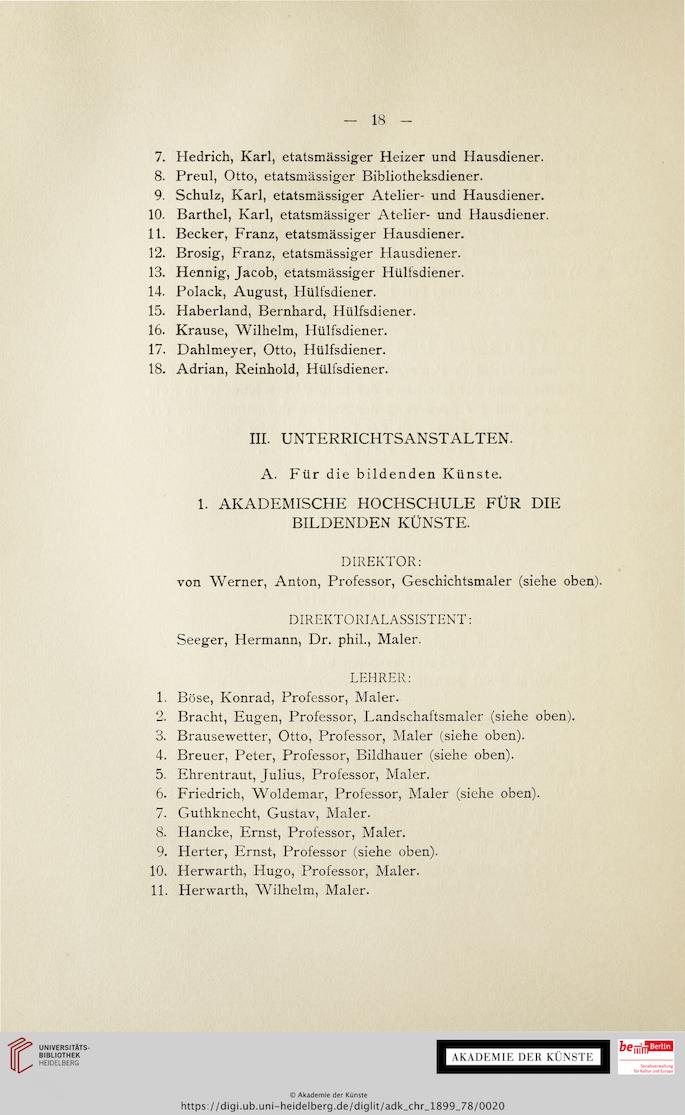 — 18 —
7. Hedrich, Karl, etatsmässiger Heizer und Hausdiener.
8. Preul, Otto, etatsmässiger Bibliotheksdiener.
9. Schulz, Karl, etatsmässiger Atelier- und Hausdiener.
10. Barthel, Karl, etatsmässiger Atelier- und Hausdiener.
11. Becker, Franz, etatsmässiger Hausdiener.
12. Brosig, Franz, etatsmässiger Hausdiener.
13. Hennig, Jacob, etatsmässiger Hülfsdiener.
14. Polack, August, Hülfsdiener.
15. Haberland, Bernhard, Hülfsdiener.
16. Krause, Wilhelm, Hülfsdiener.
17. Dahlmeyer, Otto, Hülfsdiener.
18. Adrian, Reinhold, Hülfsdiener.
III. UNTERRICHTSANSTALTEN.
A. Für die bildenden Künste.
1. AKADEMISCHE HOCHSCHULE FÜR DIE
BILDENDEN KÜNSTE.
DIREKTOR:
von Werner, Anton, Professor, Geschichtsmaler (siehe oben).
DIREKTORIALASSISTENT:
Seeger, Hermann, Dr. phil., Maler.
LEHRER:
1. Böse, Konrad, Professor, Maler.
2. Bracht, Eugen, Professor, Landschaftsmaler (siehe oben).
3. Brausewetter, Otto, Professor, Maler (siehe oben).
4. Breuer, Peter, Professor, Bildhauer (siehe oben).
5. Ehrentraut, Julius, Professor, Maler.
6. Friedrich, Woldemar, Professor, Maler (siehe oben).
7. Guthknecht, Gustav, Maler.
8. Hancke, Ernst, Professor, Maler.
9. Herter, Ernst, Professor (siehe oben).
10. Herwarth, Hugo, Professor, Maler.
11. Herwarth, Wilhelm, Maler.
UNIVERSITÄTS-
BIBLIOTHEK
HEIDELBERG
AKADEMIE DER KÜNSTE
be Berlin
Senatsverwaltung
für Kultur und Europa
© Akademie der Künste
https://digi.ub.uni-heidelberg.de/diglit/adk_chr_1899_78/0020